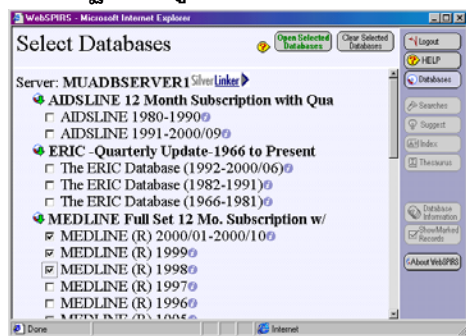 WebSPIRS - Microsoft Internet Explorer
Select Databases
Open Selected Databases
Clear Selected Databases
Logout
HELP
Databases
Searches
Suggest
Index
Thesaurus
Database Information
Show Marked Records
About WebSPIRS
Server: MUADBSERVER1 SilverLinker
AIDSLINE 12 Month Subscription with Qua
AIDSLINE 1980-1990
AIDSLINE 1991-2000/09
ERIC -Quarterly Update-1966 to Present
The ERIC Database (1992-2000/06)
The ERIC Database (1982-1991)
The ERIC Database (1966-1981)
MEDLINE Full Set 12 Mo. Subscription w/
MEDLINE (R) 2000/01-2000/10
MEDLINE (R) 1999
MEDLINE (R) 1998
MEDLINE (R) 1997
MEDLINE (R) 1996
MEDLINE (R) 1995
Done
Internet